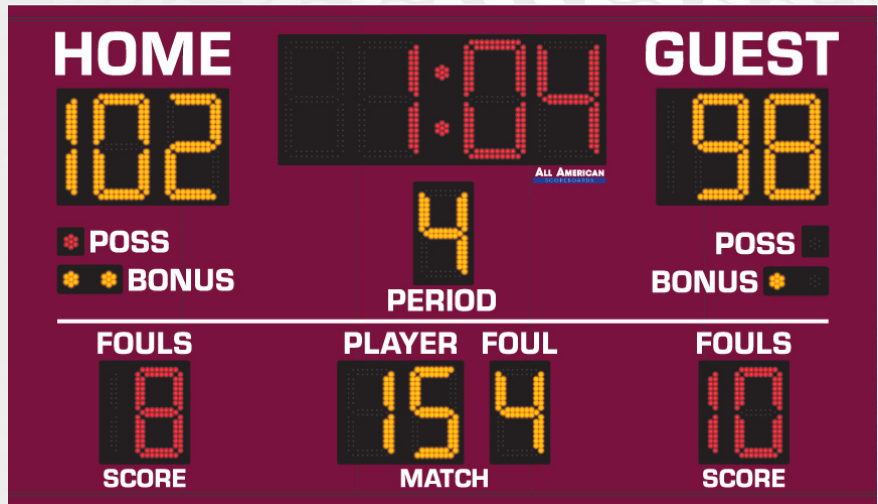 HOME
1:04
GUEST
102
98
ALL AMERICAN
SCOREBOARDS
4
POSS
POSS
BONUS
BONUS
PERIOD
FOULS
PLAYER FOUL
FOULS
8
15 4
10
SCORE
MATCH
SCORE